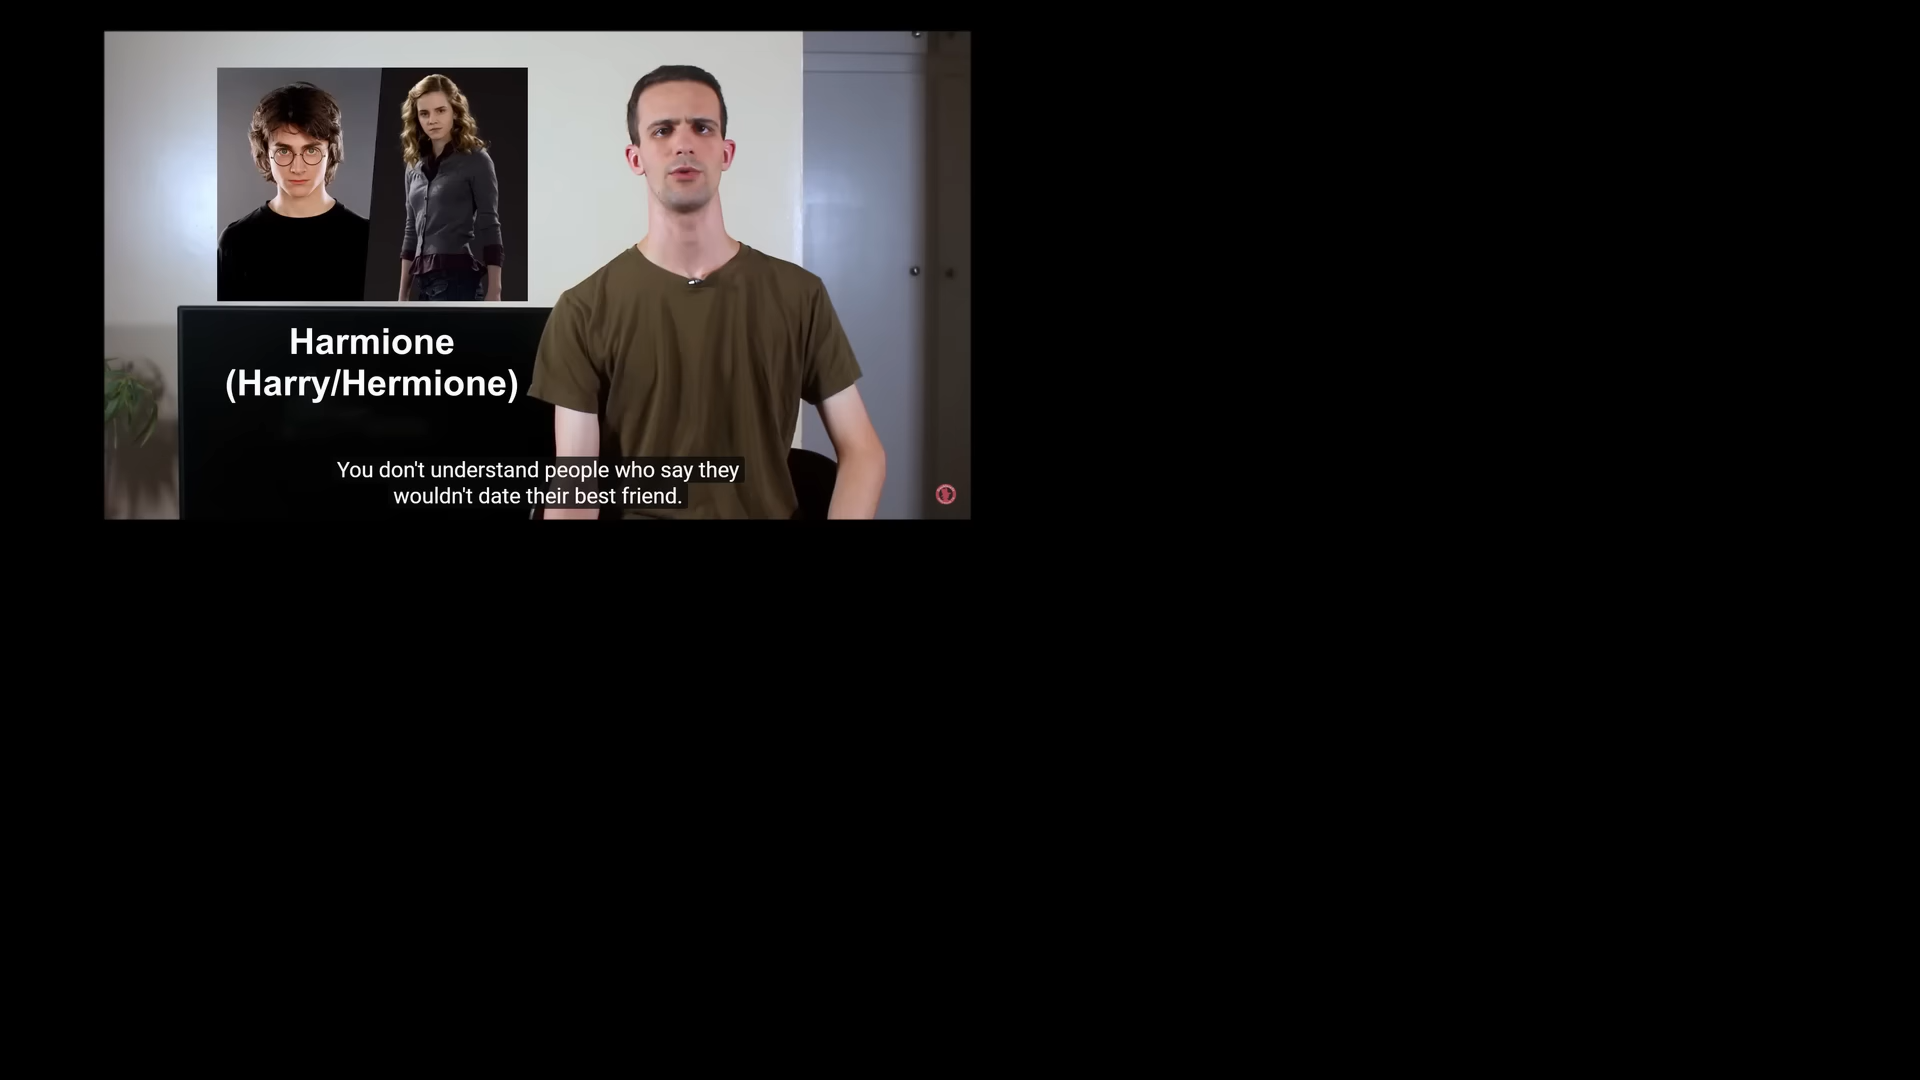 Harmione
(Harry/Hermione)
You don't understand people who say they
wouldn't date their best friend.